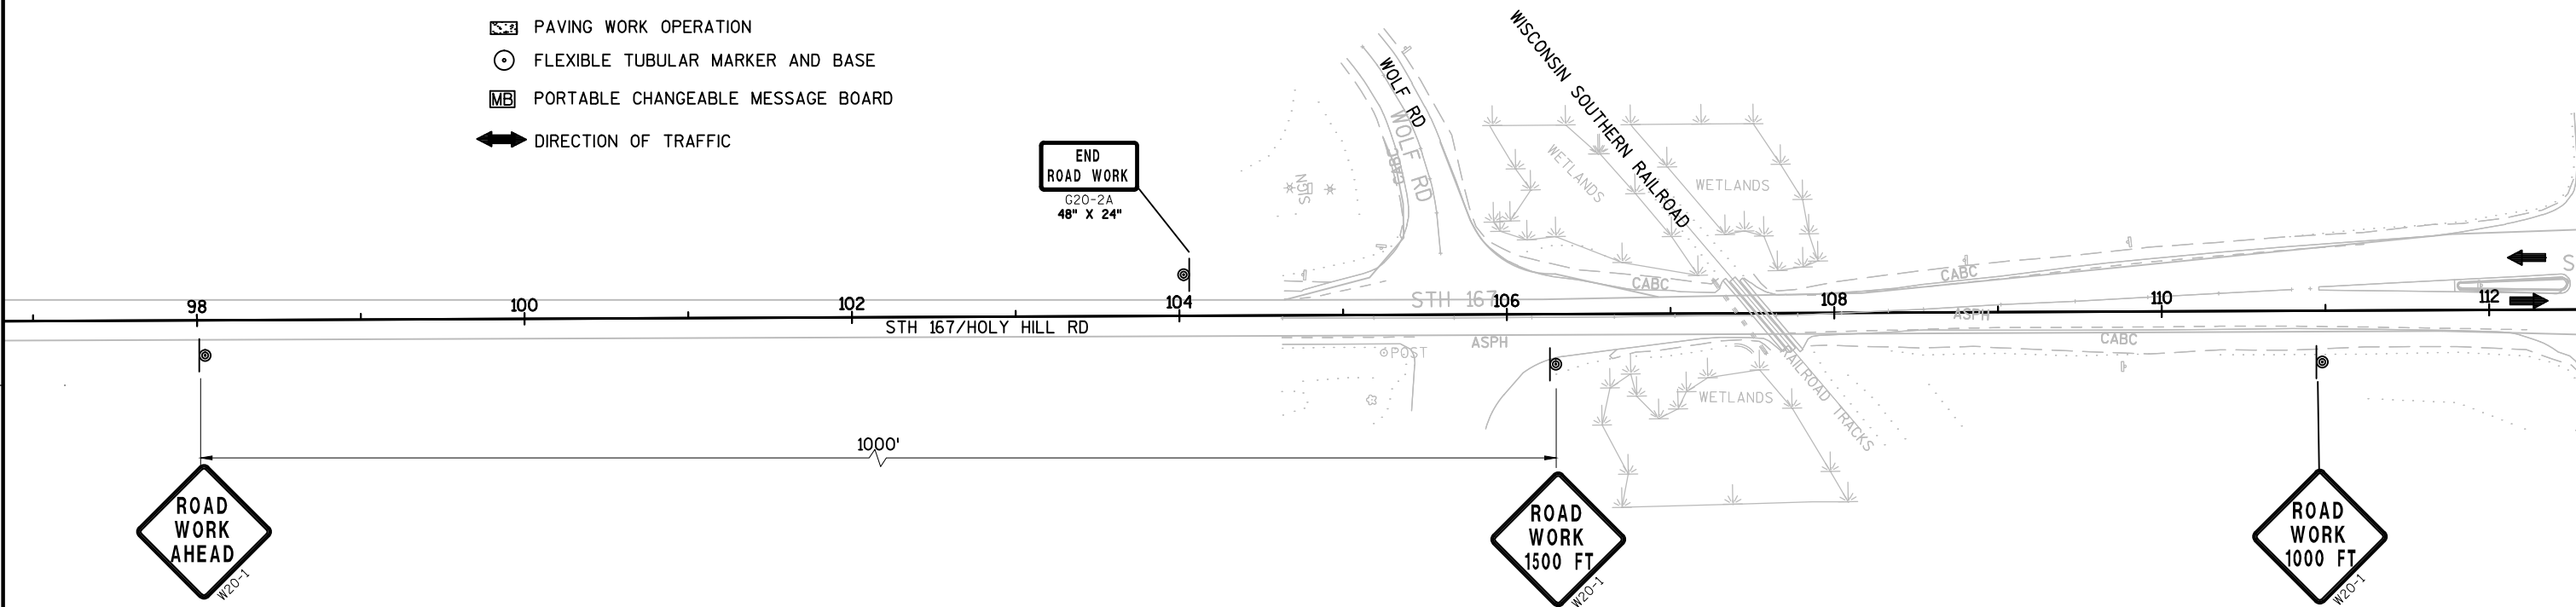 PAVING WORK OPERATION
FLEXIBLE TUBULAR MARKER AND BASE
MB PORTABLE CHANGEABLE MESSAGE BOARD
DIRECTION OF TRAFFIC
END
ROAD WORK
G20-2A
48" X 24"
WOLF RD
WOLF RD
CABC
SIGN
WISCONSIN SOUTHERN RAILROAD
WETLANDS
WETLANDS
CABC
CABC
STH 167
S
98 100 102 104 106 108 110 112
STH 167/HOLY HILL RD
ASPH
ASPH
CABC
POST
RAILROAD TRACKS
WETLANDS
1000'
ROAD
WORK
AHEAD
W20-1
ROAD
WORK
1500 FT
W20-1
ROAD
WORK
1000 FT
W20-1